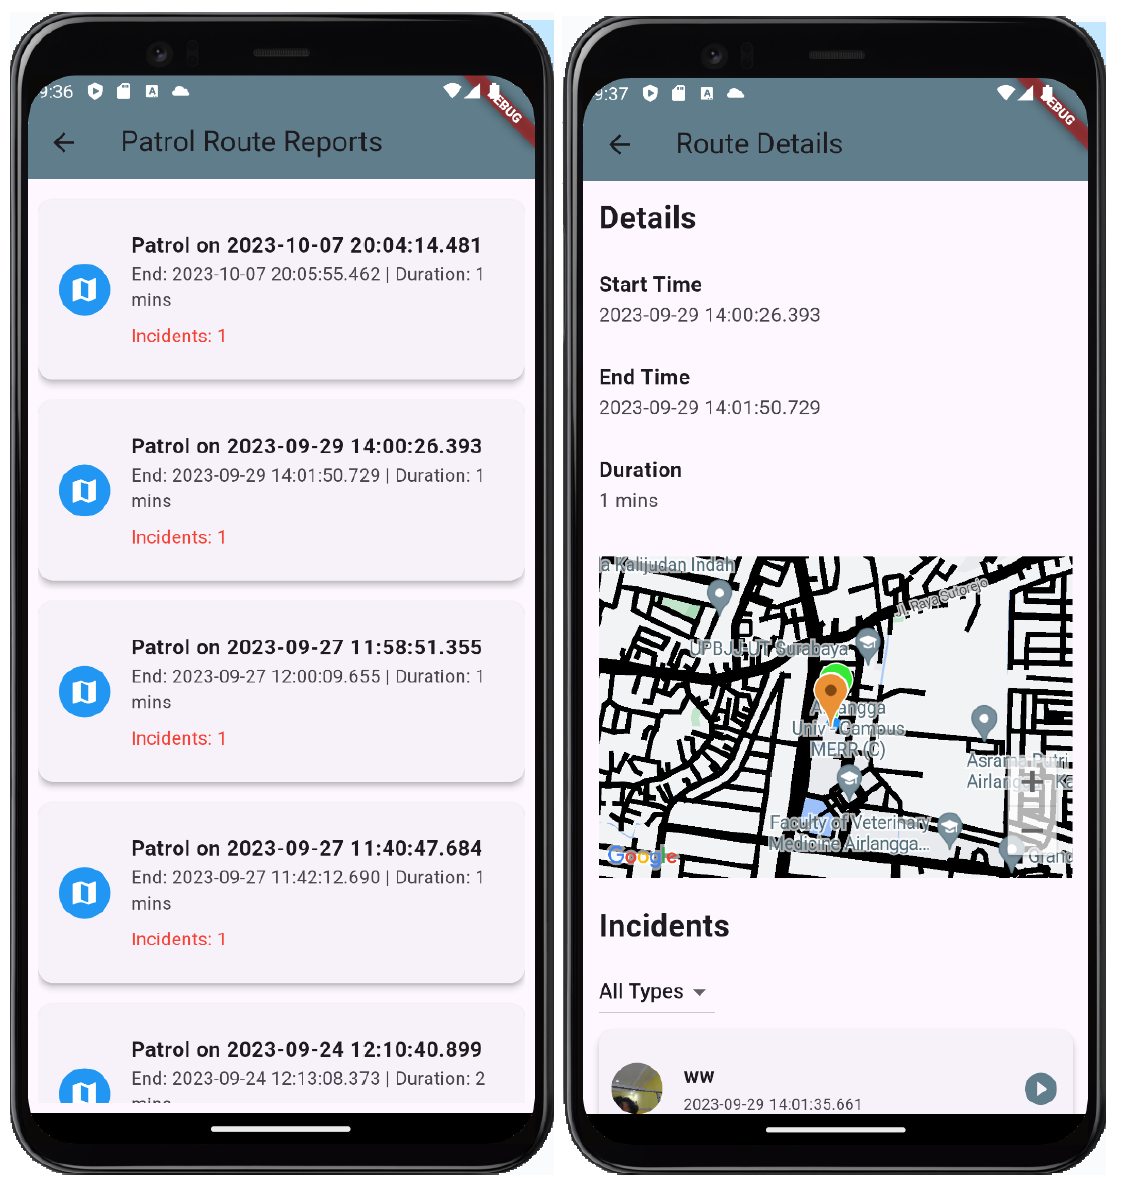 9:36
DEBUG
Patrol Route Reports
Patrol on 2023-10-07 20:04:14.481
End: 2023-10-07 20:05:55.462 | Duration: 1
mins
Incidents: 1
Patrol on 2023-09-29 14:00:26.393
End: 2023-09-29 14:01:50.729 | Duration: 1
mins
Incidents: 1
Patrol on 2023-09-27 11:58:51.355
End: 2023-09-27 12:00:09.655 | Duration: 1
mins
Incidents: 1
Patrol on 2023-09-27 11:40:47.684
End: 2023-09-27 11:42:12.690 | Duration: 1
mins
Incidents: 1
Patrol on 2023-09-24 12:10:40.899
End: 2023-09-24 12:13:08.373 | Duration: 2
mins
9:37
DEBUG
Route Details
Details
Start Time
2023-09-29 14:00:26.393
End Time
2023-09-29 14:01:50.729
Duration
1 mins
a Kalijudan Indah
Jl. Raya Sutorejo
UPBJJ-UT Surabaya
Airlangga
Univ - Campus
MERR (C)
Asrama Putri
Airlang Ka
Faculty of Veterinary
Medicine Airlangga...
Google
Grand
Incidents
All Types
ww
2023-09-29 14:01:35.661